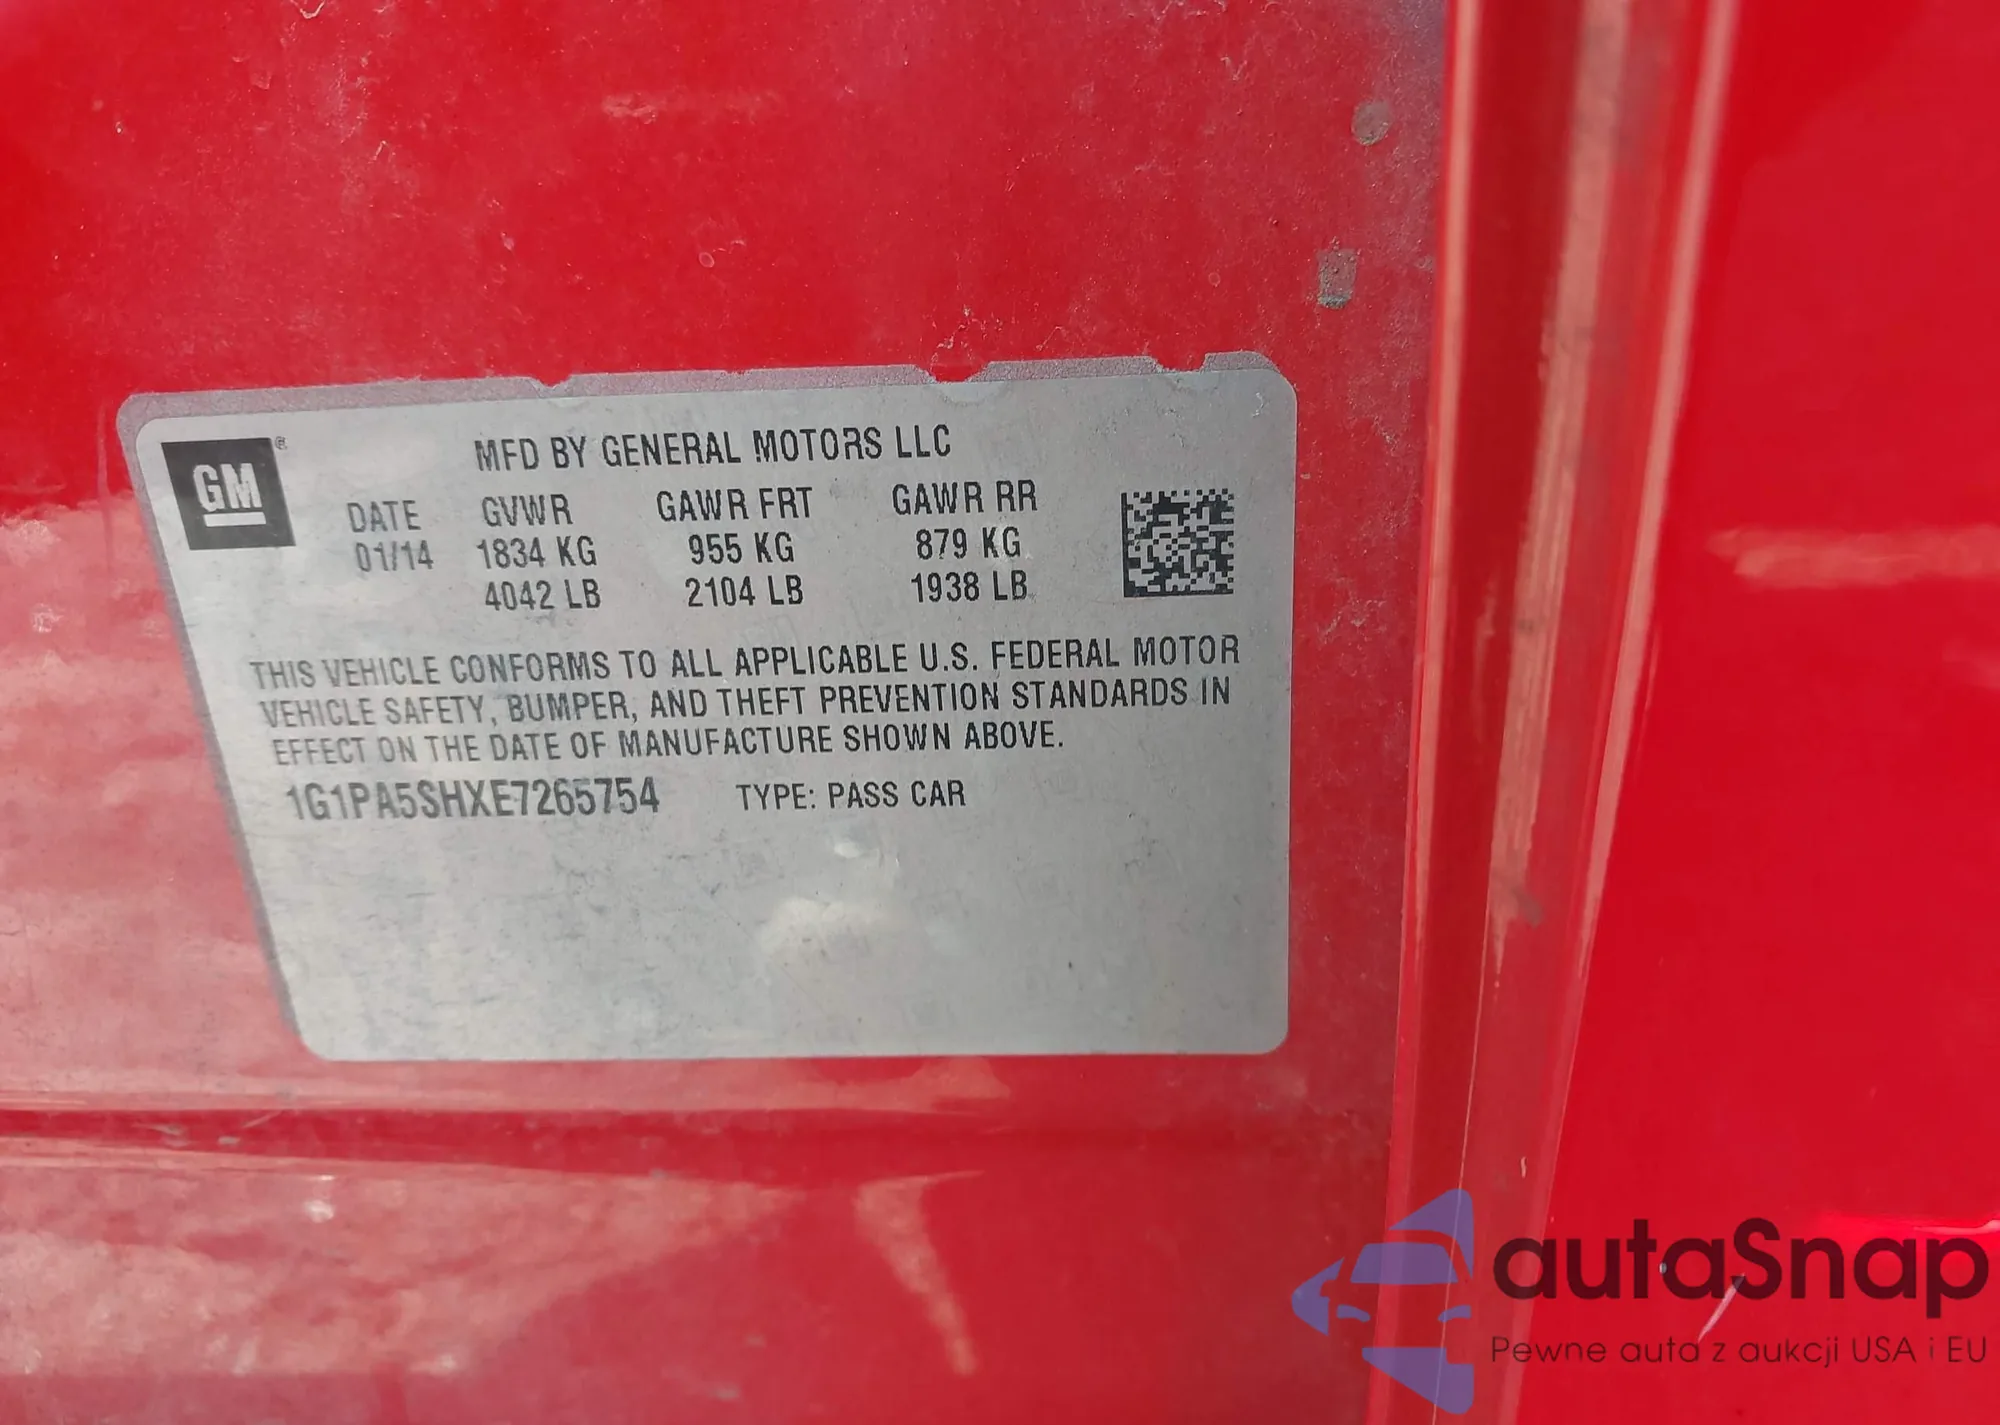 GM®
MFD BY GENERAL MOTORS LLC
DATE GVWR GAWR FRT GAWR RR
01/14 1834 KG 955 KG 879 KG
4042 LB 2104 LB 1938 LB
THIS VEHICLE CONFORMS TO ALL APPLICABLE U.S. FEDERAL MOTOR
VEHICLE SAFETY, BUMPER, AND THEFT PREVENTION STANDARDS IN
EFFECT ON THE DATE OF MANUFACTURE SHOWN ABOVE.
1G1PA5SHXE7265754 TYPE: PASS CAR
autaSnap
Pewne auta z aukcji USA i EU